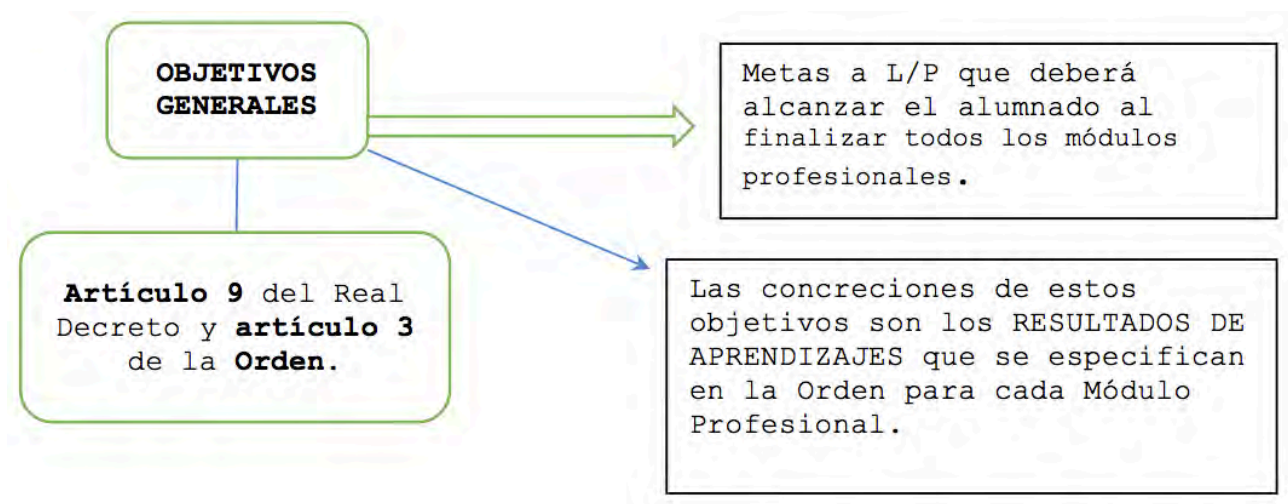 OBJETIVOS
GENERALES
Metas a L/P que deberá
alcanzar el alumnado al
finalizar todos los módulos
profesionales.
Artículo 9 del Real
Decreto y artículo 3
de la Orden.
Las concreciones de estos
objetivos son los RESULTADOS DE
APRENDIZAJES que se especifican
en la Orden para cada Módulo
Profesional.